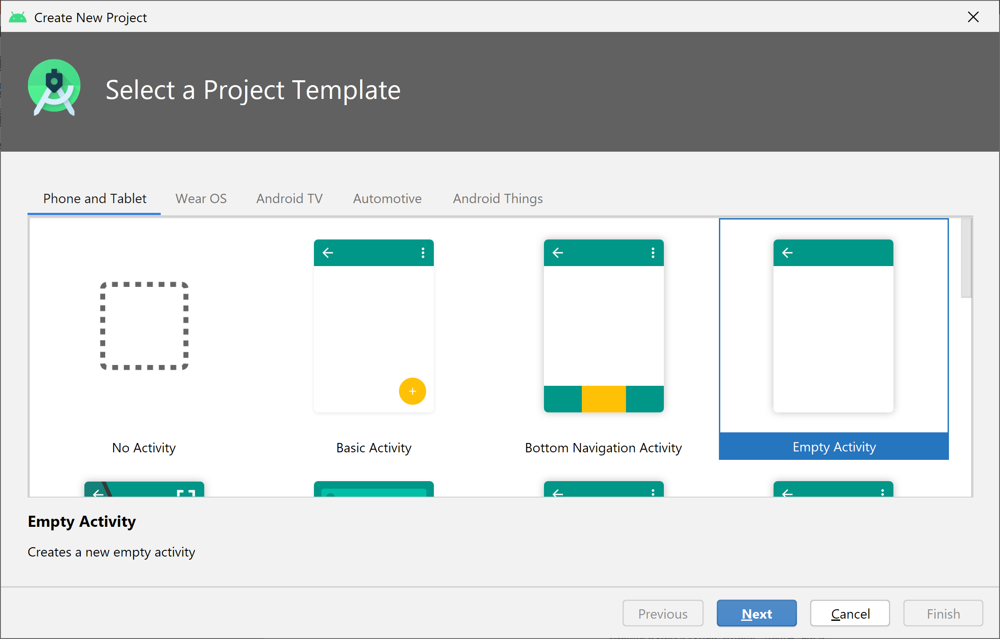 Create New Project
Select a Project Template
Phone and Tablet Wear OS Android TV Automotive Android Things
No Activity Basic Activity Bottom Navigation Activity Empty Activity
Empty Activity
Creates a new empty activity
Previous Next Cancel Finish